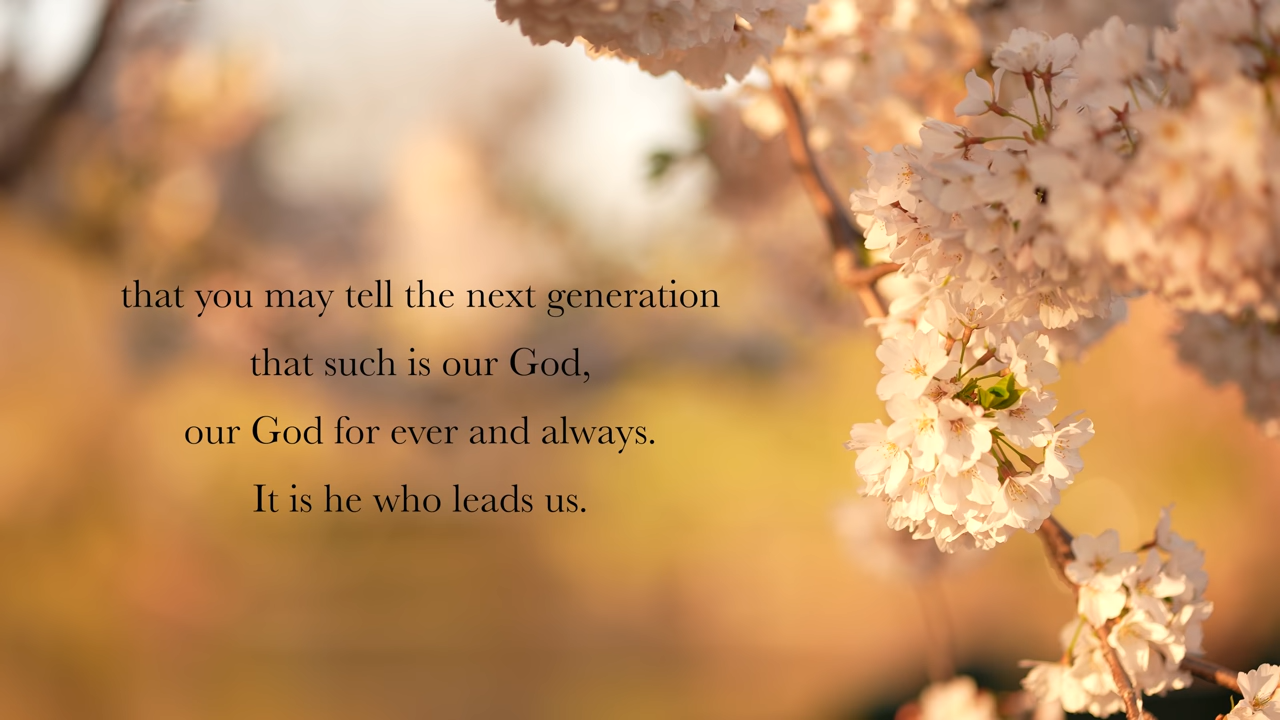 that you may tell the next generation
that such is our God,
our God for ever and always.
It is he who leads us.